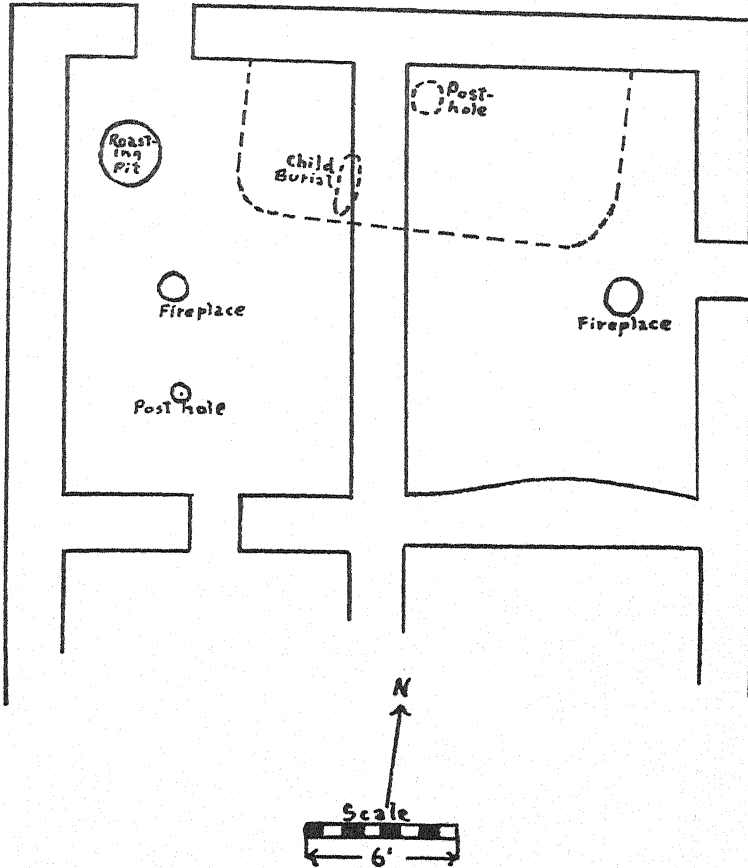 Post-
hole
Roast-
ing
Pit
Child
Burial
Fireplace
Fireplace
Post hole
N
Scale
6'